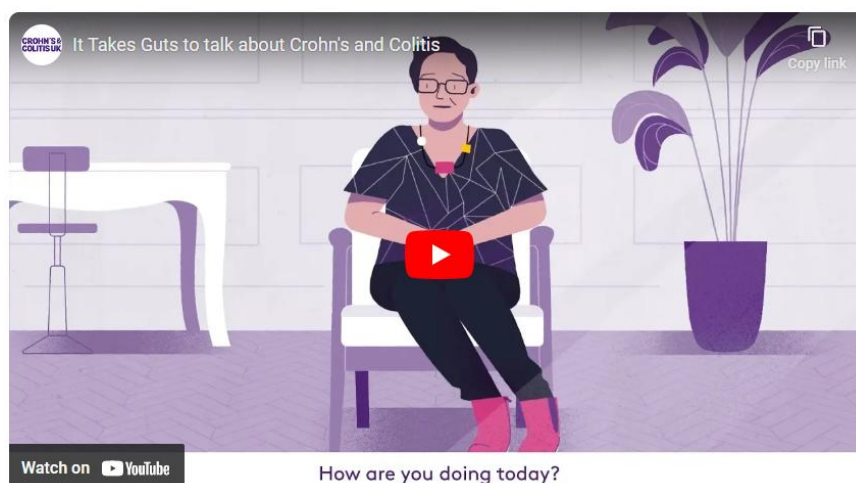 CROHN'S &
COLITIS UK
It Takes Guts to talk about Crohn's and Colitis
Copy link
Watch on YouTube
How are you doing today?